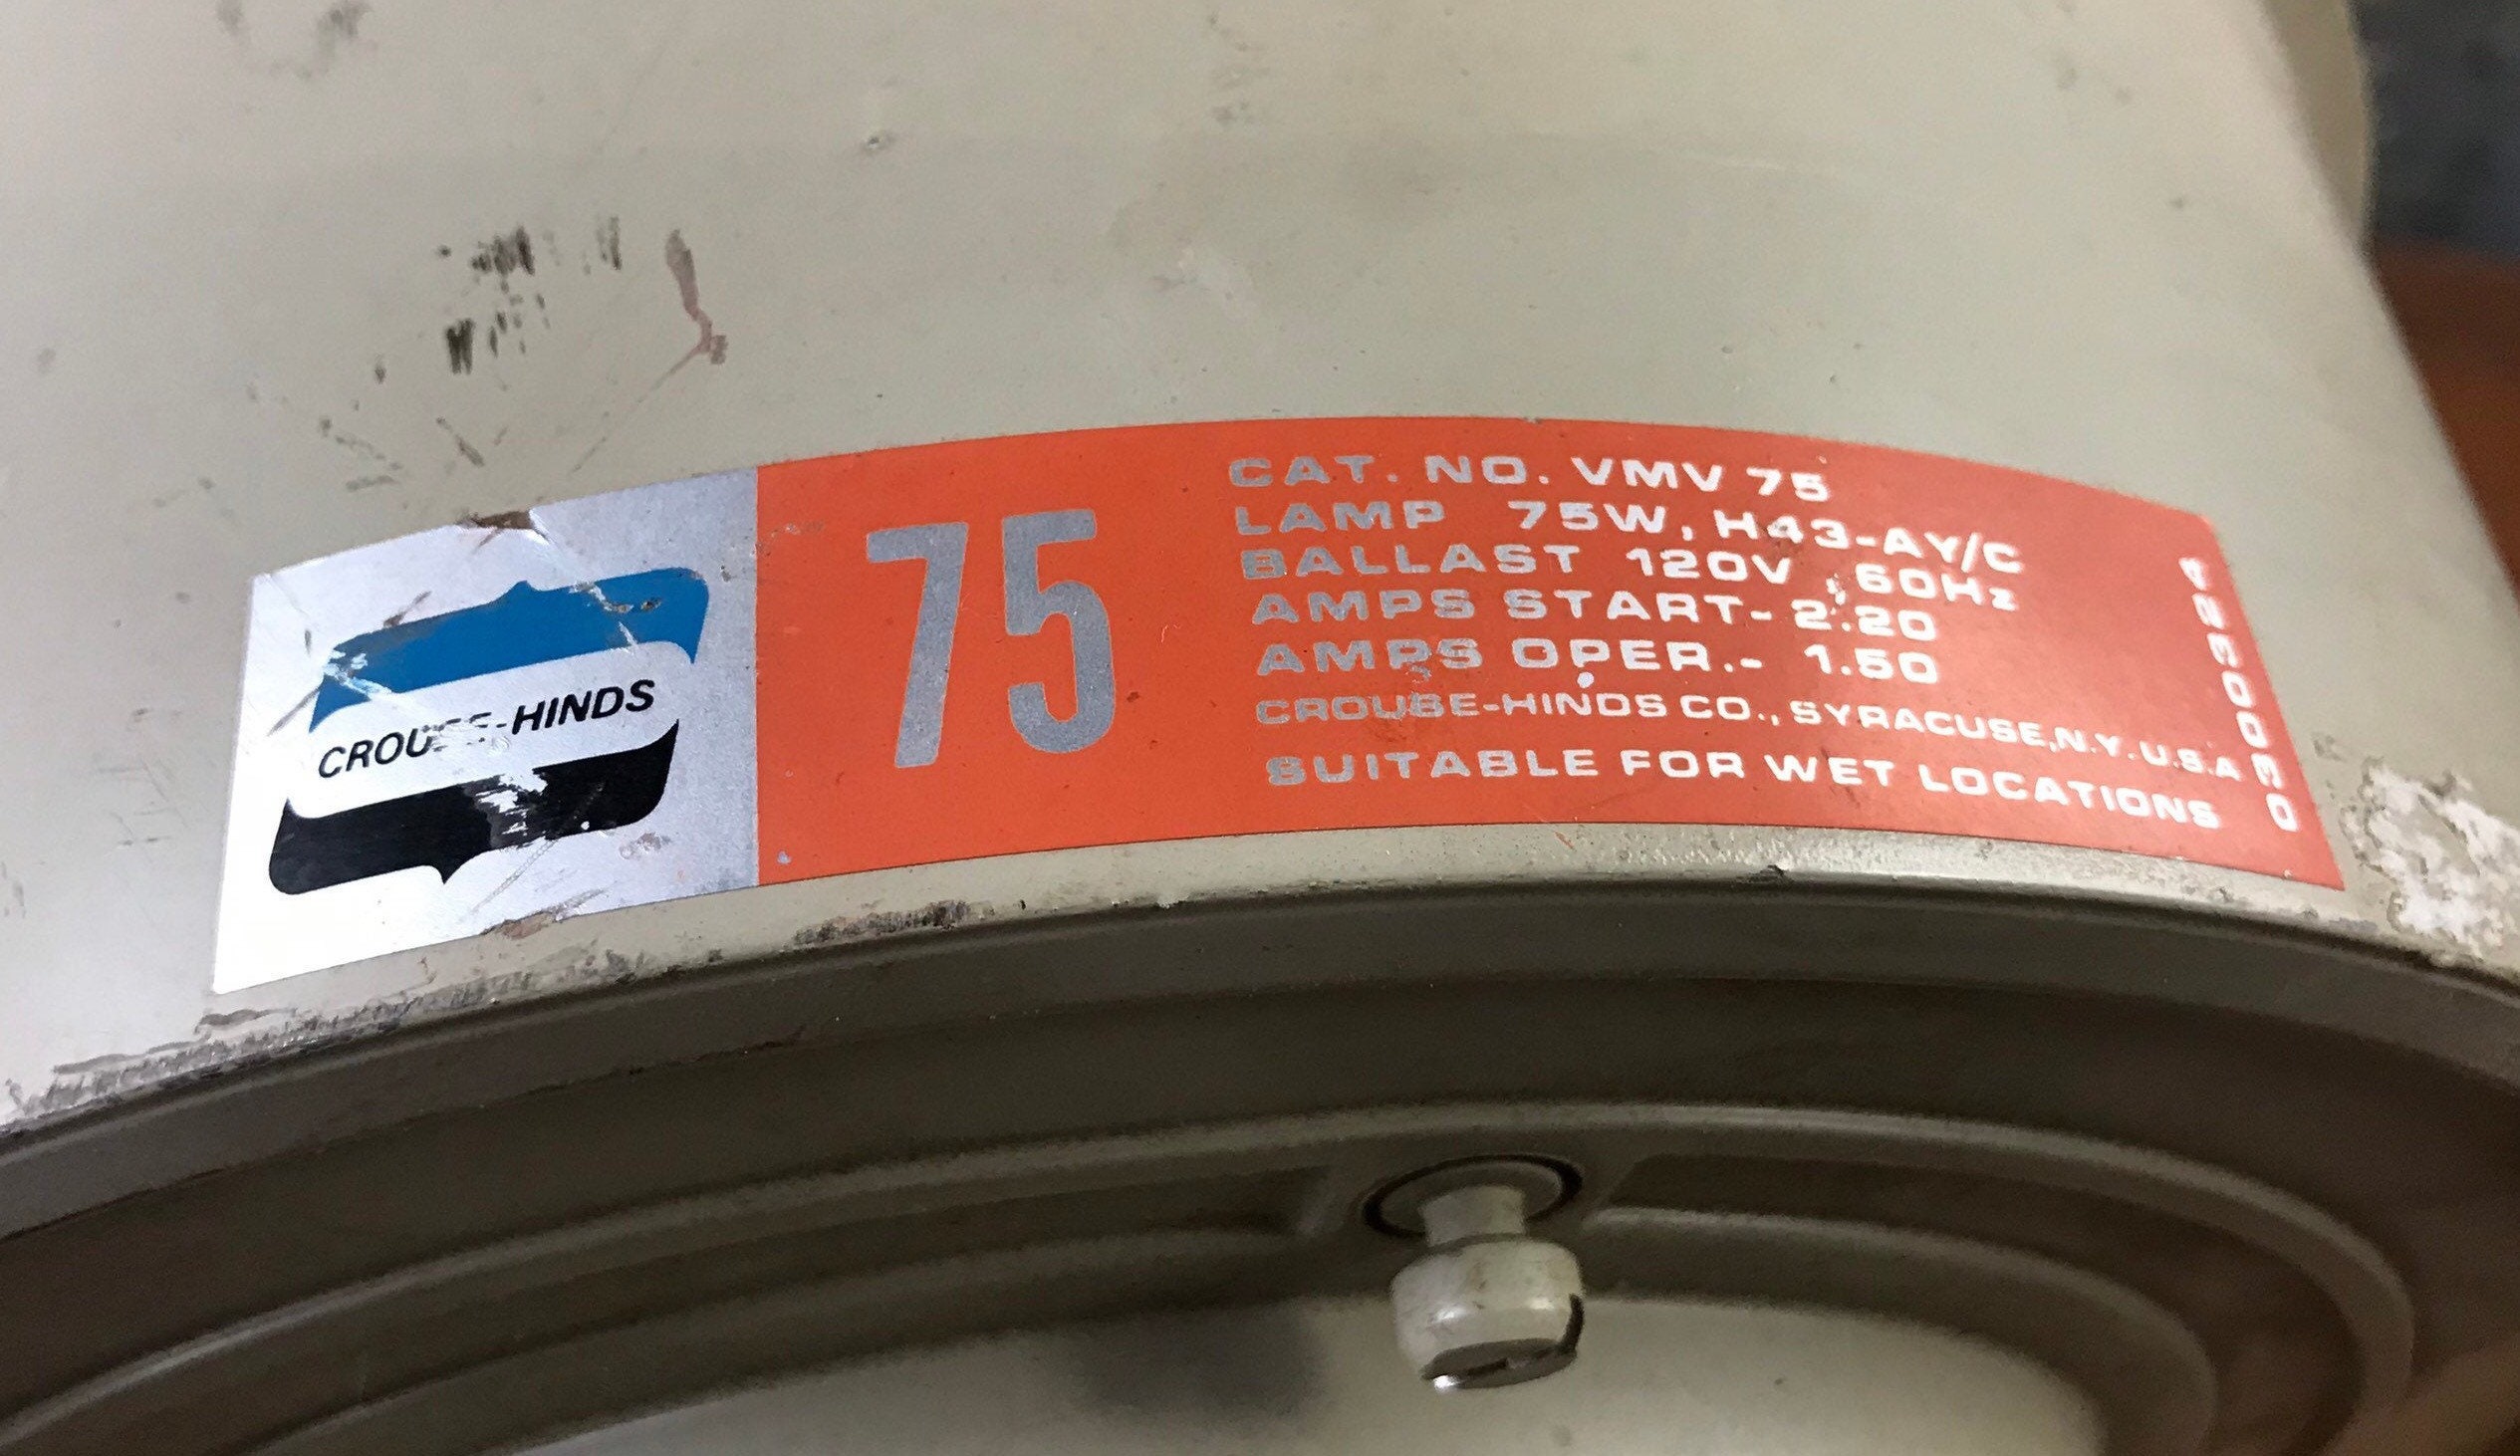 CROUSE-HINDS
75
CAT. NO. VMV 75
LAMP 75W, H43-AY/C
BALLAST 120V , 60Hz
AMPS START- 2.20
AMPS OPER.- 1.50
CROUSE-HINDS CO., SYRACUSE,N.Y.U.S.A
SUITABLE FOR WET LOCATIONS
0300324